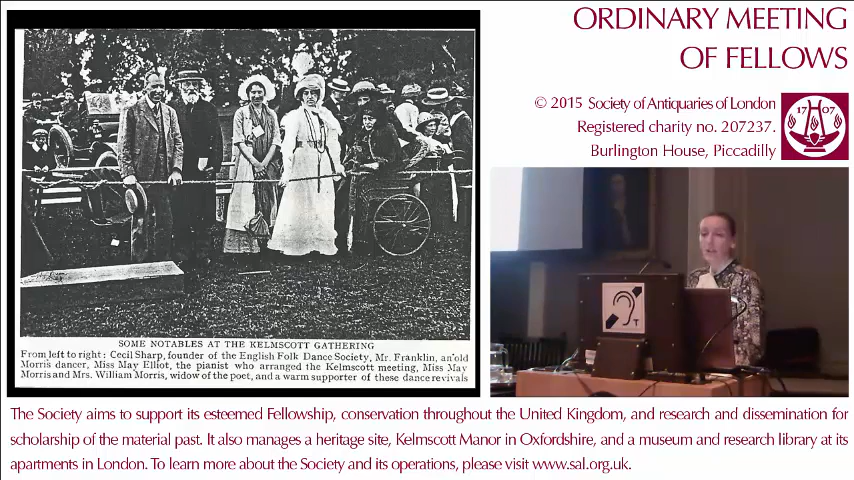 ORDINARY MEETING
OF FELLOWS
© 2015 Society of Antiquaries of London
Registered charity no. 207237.
Burlington House, Piccadilly
17 07
SOME NOTABLES AT THE KELMSCOTT GATHERING
From left to right: Cecil Sharp, founder of the English Folk Dance Society, Mr. Franklin, an old
Morris dancer, Miss May Elliot, the pianist who arranged the Kelmscott meeting, Miss May
Morris and Mrs. William Morris, widow of the poet, and a warm supporter of these dance revivals
T
The Society aims to support its esteemed Fellowship, conservation throughout the United Kingdom, and research and dissemination for
scholarship of the material past. It also manages a heritage site, Kelmscott Manor in Oxfordshire, and a museum and research library at its
apartments in London. To learn more about the Society and its operations, please visit www.sal.org.uk.